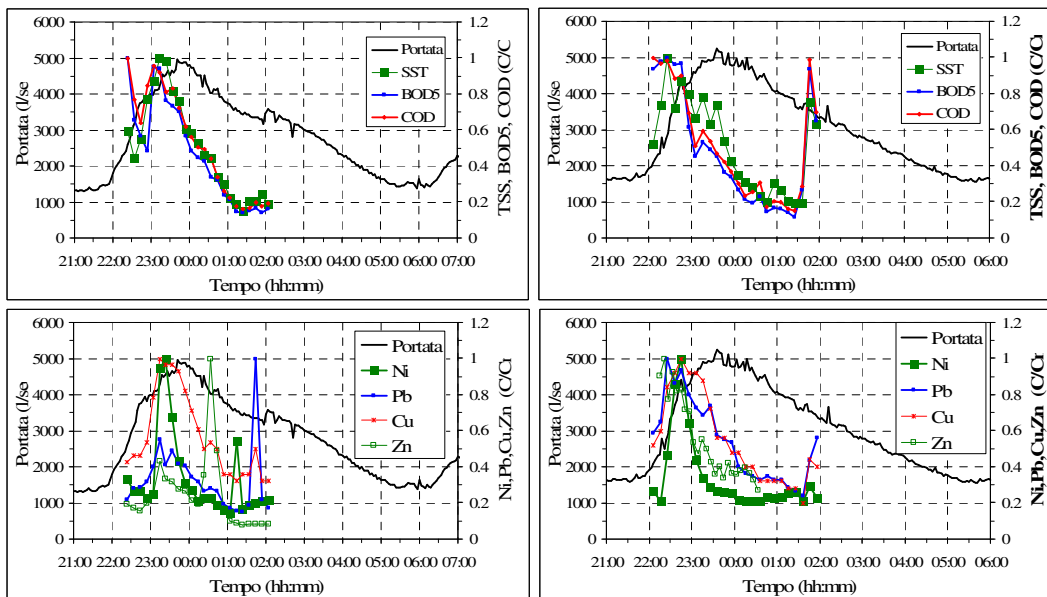 6000
5000
4000
3000
2000
1000
0
Portata (l/se
1.2
1
0.8
0.6
0.4
0.2
0
TSS, BOD5, COD (C/C
Portata
SST
BOD5
COD
21:00 22:00 23:00 00:00 01:00 02:00 03:00 04:00 05:00 06:00 07:00
Tempo (hh:mm)
6000
5000
4000
3000
2000
1000
0
Portata (l/se
1.2
1
0.8
0.6
0.4
0.2
0
TSS, BOD5, COD (C/Cr
Portata
SST
BOD5
COD
21:00 22:00 23:00 00:00 01:00 02:00 03:00 04:00 05:00 06:00
Tempo (hh:mm)
6000
5000
4000
3000
2000
1000
0
Portata (l/se
1.2
1
0.8
0.6
0.4
0.2
0
Ni,Pb,Cu,Zn (C/Cr
Portata
Ni
Pb
Cu
Zn
21:00 22:00 23:00 00:00 01:00 02:00 03:00 04:00 05:00 06:00 07:00
Tempo (hh:mm)
6000
5000
4000
3000
2000
1000
0
Portata (l/se
1.2
1
0.8
0.6
0.4
0.2
0
Ni,Pb,Cu,Zn (C/Cr
Portata
Ni
Pb
Cu
Zn
21:00 22:00 23:00 00:00 01:00 02:00 03:00 04:00 05:00 06:00
Tempo (hh:mm)